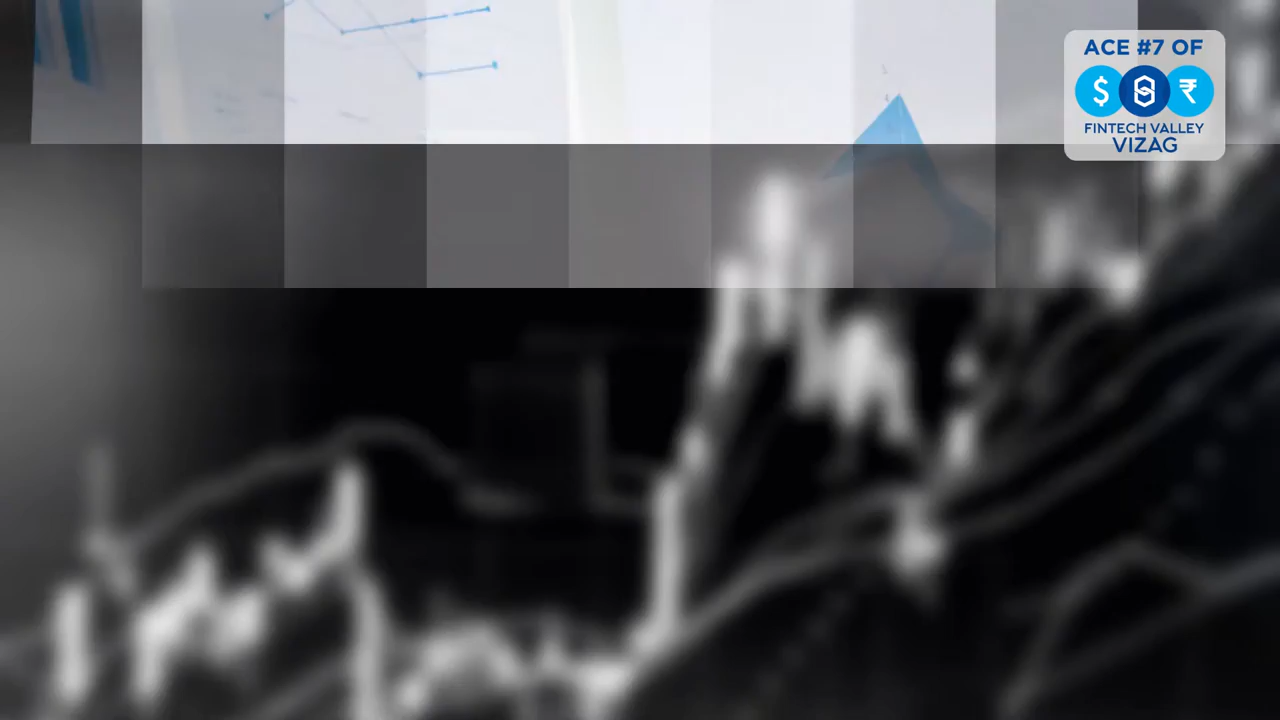 ACE #7 OF
$ ₹
FINTECH VALLEY
VIZAG